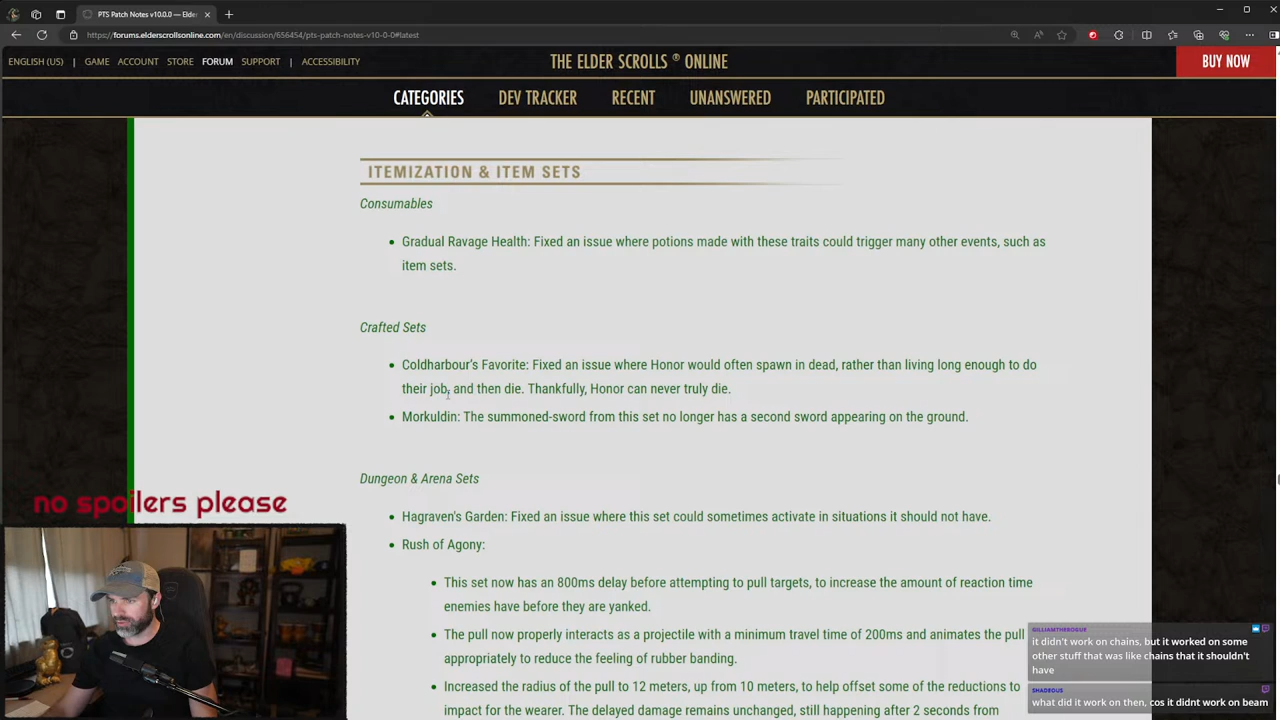 PTS Patch Notes v10.0.0 — Elder
https://forums.elderscrollsonline.com/en/discussion/656454/pts-patch-notes-v10-0-0#latest
ENGLISH (US) | GAME ACCOUNT STORE FORUM SUPPORT | ACCESSIBILITY
THE ELDER SCROLLS ® ONLINE
BUY NOW
CATEGORIES DEV TRACKER RECENT UNANSWERED PARTICIPATED
ITEMIZATION & ITEM SETS
Consumables
• Gradual Ravage Health: Fixed an issue where potions made with these traits could trigger many other events, such as
item sets.
Crafted Sets
• Coldharbour's Favorite: Fixed an issue where Honor would often spawn in dead, rather than living long enough to do
their job, and then die. Thankfully, Honor can never truly die.
• Morkuldin: The summoned-sword from this set no longer has a second sword appearing on the ground.
Dungeon & Arena Sets
no spoilers please
• Hagraven's Garden: Fixed an issue where this set could sometimes activate in situations it should not have.
• Rush of Agony:
• This set now has an 800ms delay before attempting to pull targets, to increase the amount of reaction time
enemies have before they are yanked.
• The pull now properly interacts as a projectile with a minimum travel time of 200ms and animates the pull
appropriately to reduce the feeling of rubber banding.
• Increased the radius of the pull to 12 meters, up from 10 meters, to help offset some of the reductions to
impact for the wearer. The delayed damage remains unchanged, still happening after 2 seconds from
GILLIAMTHEROGUE
it didn't work on chains, but it worked on some
other stuff that was like chains that it shouldn't
have
SHADEOUS
what did it work on then, cos it didnt work on beam